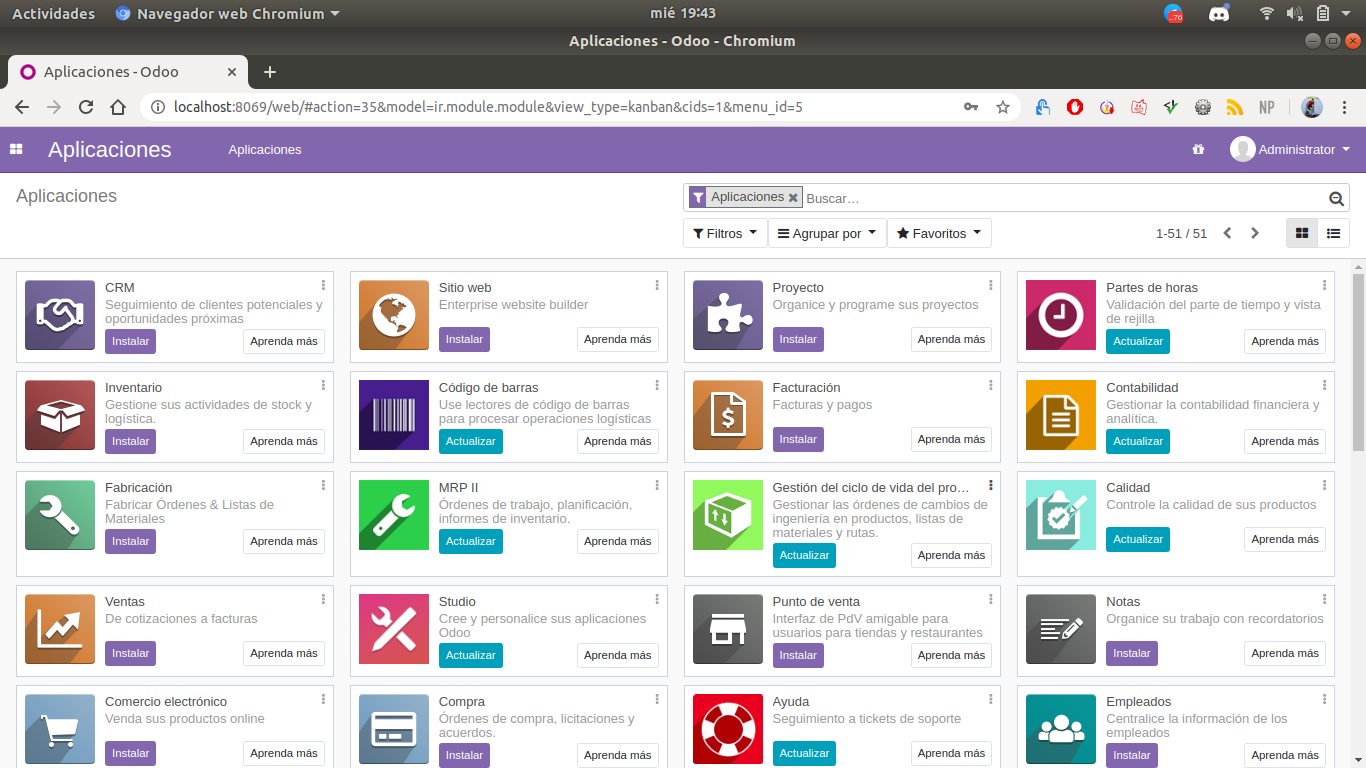 Actividades Navegador web Chromium mié 19:43
Aplicaciones - Odoo - Chromium
Aplicaciones - Odoo
localhost:8069/web/#action=35&model=ir.module.module&view_type=kanban&cids=1&menu_id=5 NP
Aplicaciones Aplicaciones Administrator
Aplicaciones
Aplicaciones Buscar...
Filtros Agrupar por Favoritos 1-51 / 51
CRM
Seguimiento de clientes potenciales y
oportunidades próximas
Instalar Aprenda más
Sitio web
Enterprise website builder
Instalar Aprenda más
Proyecto
Organice y programe sus proyectos
Instalar Aprenda más
Partes de horas
Validación del parte de tiempo y vista
de rejilla
Actualizar Aprenda más
Inventario
Gestione sus actividades de stock y
logística.
Instalar Aprenda más
Código de barras
Use lectores de código de barras
para procesar operaciones logísticas
Actualizar Aprenda más
Facturación
Facturas y pagos
Instalar Aprenda más
Contabilidad
Gestionar la contabilidad financiera y
analítica.
Actualizar Aprenda más
Fabricación
Fabricar Órdenes & Listas de
Materiales
Instalar Aprenda más
MRP II
Órdenes de trabajo, planificación,
informes de inventario.
Actualizar Aprenda más
Gestión del ciclo de vida del pro...
Gestionar las órdenes de cambios de
ingeniería en productos, listas de
materiales y rutas.
Actualizar Aprenda más
Calidad
Controle la calidad de sus productos
Actualizar Aprenda más
Ventas
De cotizaciones a facturas
Instalar Aprenda más
Studio
Cree y personalice sus aplicaciones
Odoo
Actualizar Aprenda más
Punto de venta
Interfaz de PdV amigable para
usuarios para tiendas y restaurantes
Instalar Aprenda más
Notas
Organice su trabajo con recordatorios
Instalar Aprenda más
Comercio electrónico
Venda sus productos online
Instalar Aprenda más
Compra
Órdenes de compra, licitaciones y
acuerdos.
Instalar Aprenda más
Ayuda
Seguimiento a tickets de soporte
Actualizar Aprenda más
Empleados
Centralice la información de los
empleados
Instalar Aprenda más